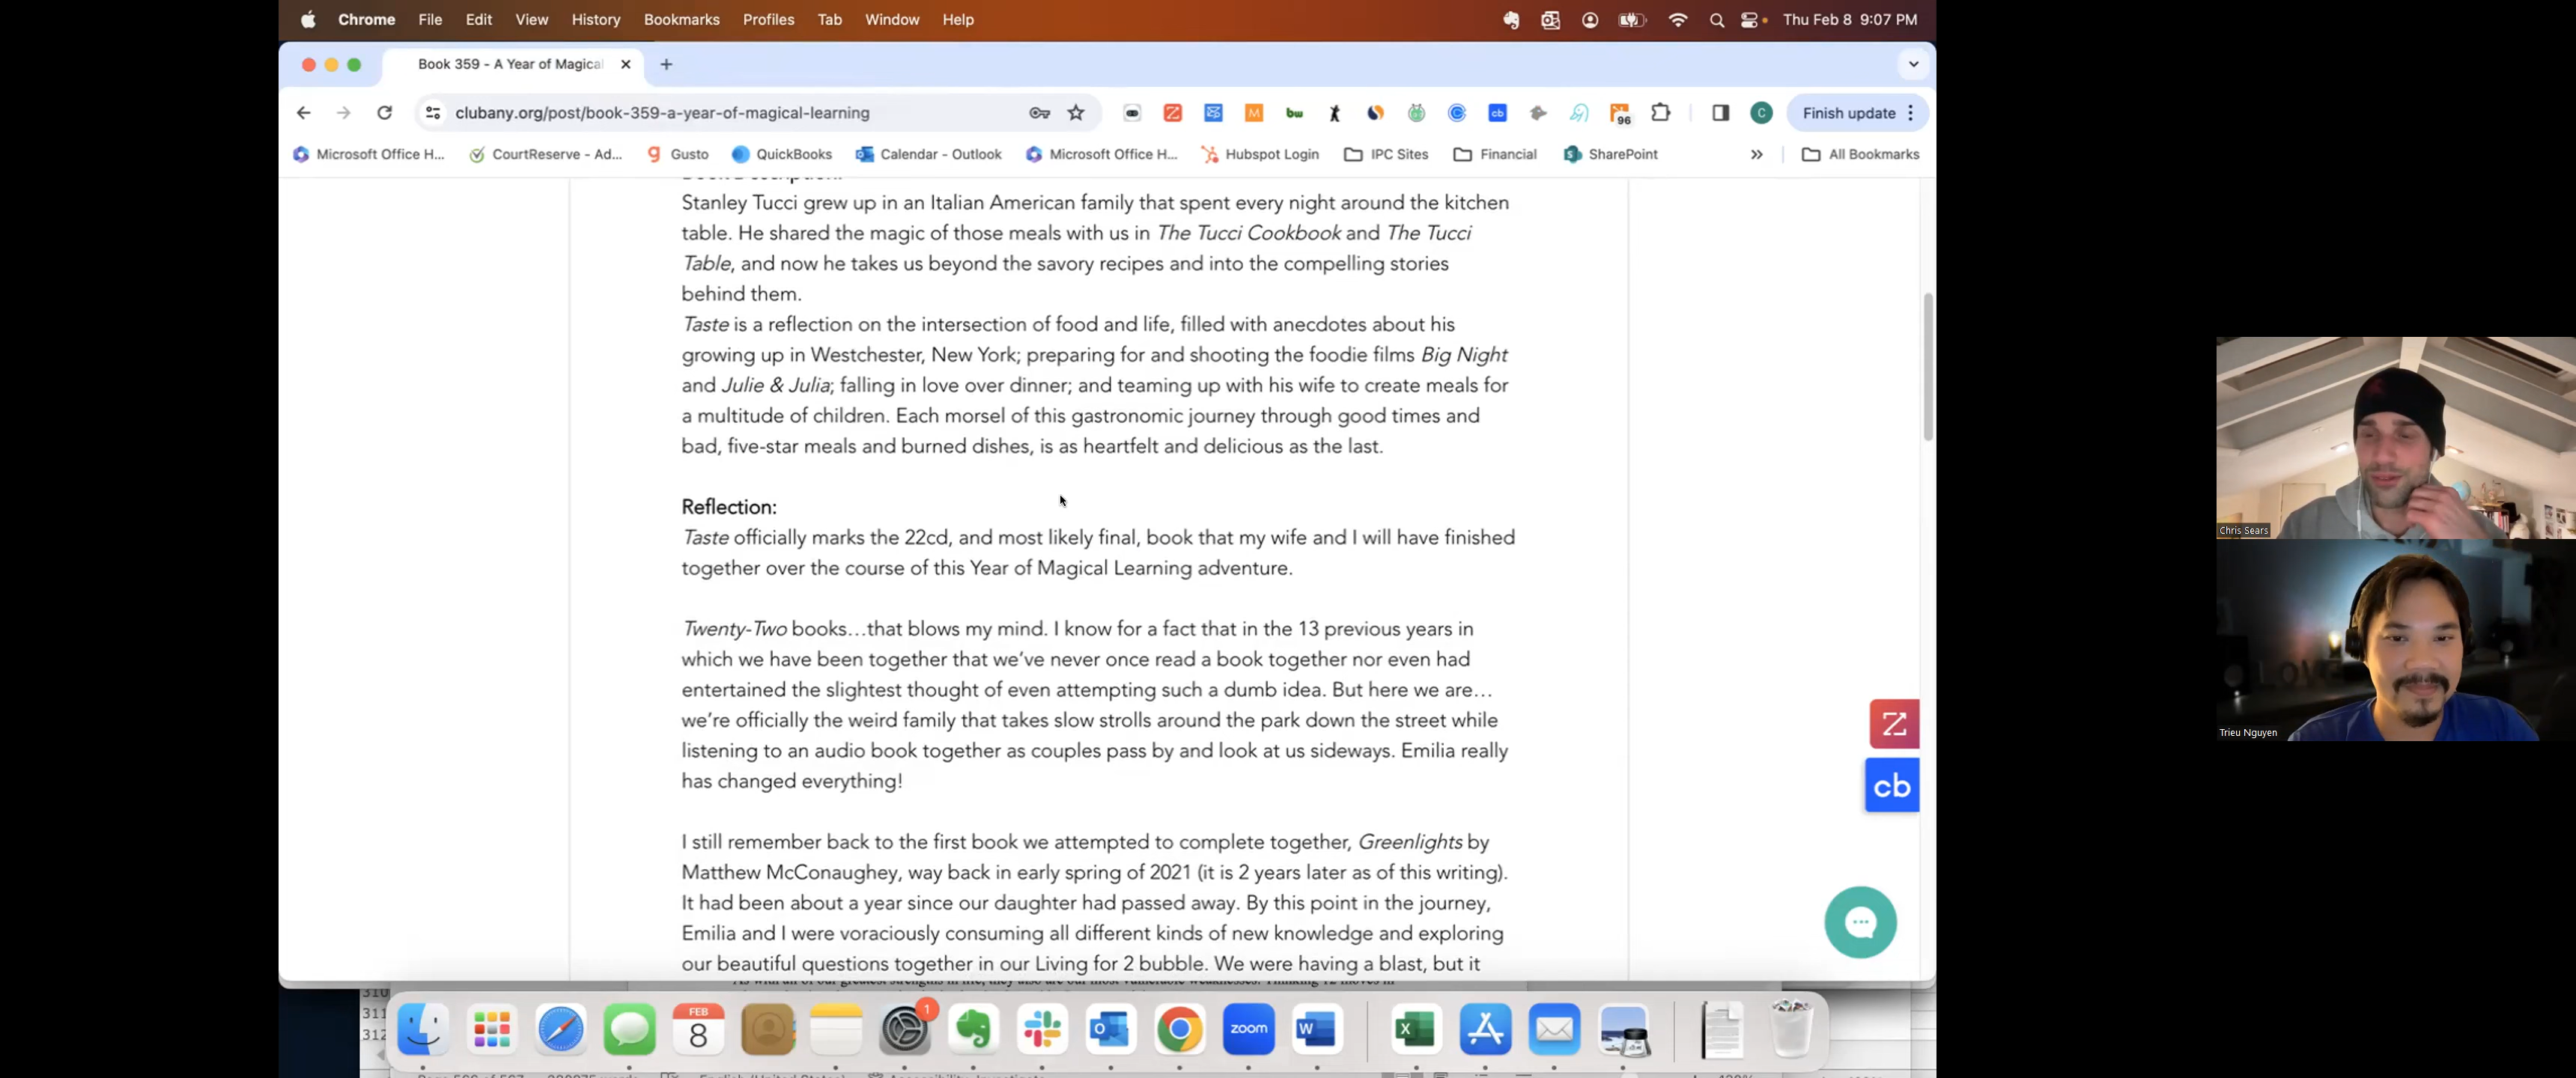 Chrome File Edit View History Bookmarks Profiles Tab Window Help
Thu Feb 8 9:07 PM
Book 359 - A Year of Magical
clubany.org/post/book-359-a-year-of-magical-learning
M bw cb 96 C Finish update
Microsoft Office H... CourtReserve - Ad... Gusto QuickBooks Calendar - Outlook Microsoft Office H... Hubspot Login IPC Sites Financial SharePoint » All Bookmarks
Stanley Tucci grew up in an Italian American family that spent every night around the kitchen
table. He shared the magic of those meals with us in The Tucci Cookbook and The Tucci
Table, and now he takes us beyond the savory recipes and into the compelling stories
behind them.
Taste is a reflection on the intersection of food and life, filled with anecdotes about his
growing up in Westchester, New York; preparing for and shooting the foodie films Big Night
and Julie & Julia; falling in love over dinner; and teaming up with his wife to create meals for
a multitude of children. Each morsel of this gastronomic journey through good times and
bad, five-star meals and burned dishes, is as heartfelt and delicious as the last.
Reflection:
Taste officially marks the 22cd, and most likely final, book that my wife and I will have finished
together over the course of this Year of Magical Learning adventure.
Twenty-Two books…that blows my mind. I know for a fact that in the 13 previous years in
which we have been together that we've never once read a book together nor even had
entertained the slightest thought of even attempting such a dumb idea. But here we are…
we're officially the weird family that takes slow strolls around the park down the street while
listening to an audio book together as couples pass by and look at us sideways. Emilia really
has changed everything!
I still remember back to the first book we attempted to complete together, Greenlights by
Matthew McConaughey, way back in early spring of 2021 (it is 2 years later as of this writing).
It had been about a year since our daughter had passed away. By this point in the journey,
Emilia and I were voraciously consuming all different kinds of new knowledge and exploring
our beautiful questions together in our Living for 2 bubble. We were having a blast, but it
cb
310
311
312
FEB
8
1
zoom
Chris Sears
LOVE
Trieu Nguyen